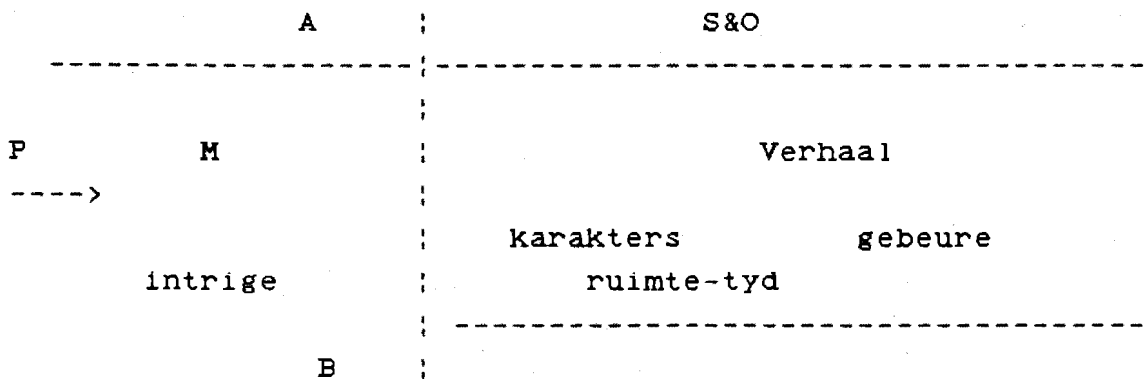 A ¦ S&O
------------------¦-----------------------------------
¦
P M ¦ Verhaal
---->
¦ karakters gebeure
intrige ¦ ruimte-tyd
¦ ----------------------------------
B ¦